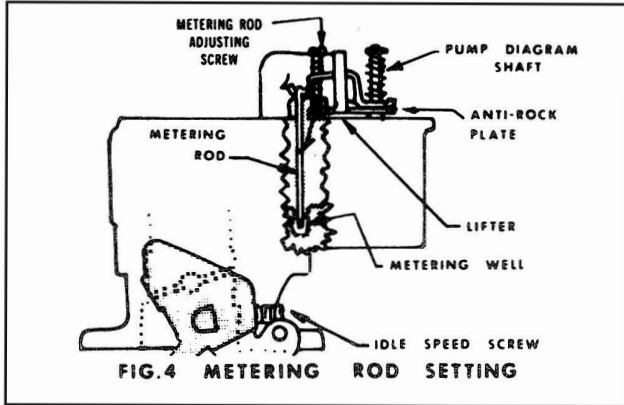 METERING ROD
ADJUSTING
SCREW
PUMP DIAGRAM
SHAFT
ANTI-ROCK
PLATE
METERING
ROD
LIFTER
METERING WELL
IDLE SPEED SCREW
FIG.4 METERING ROD SETTING